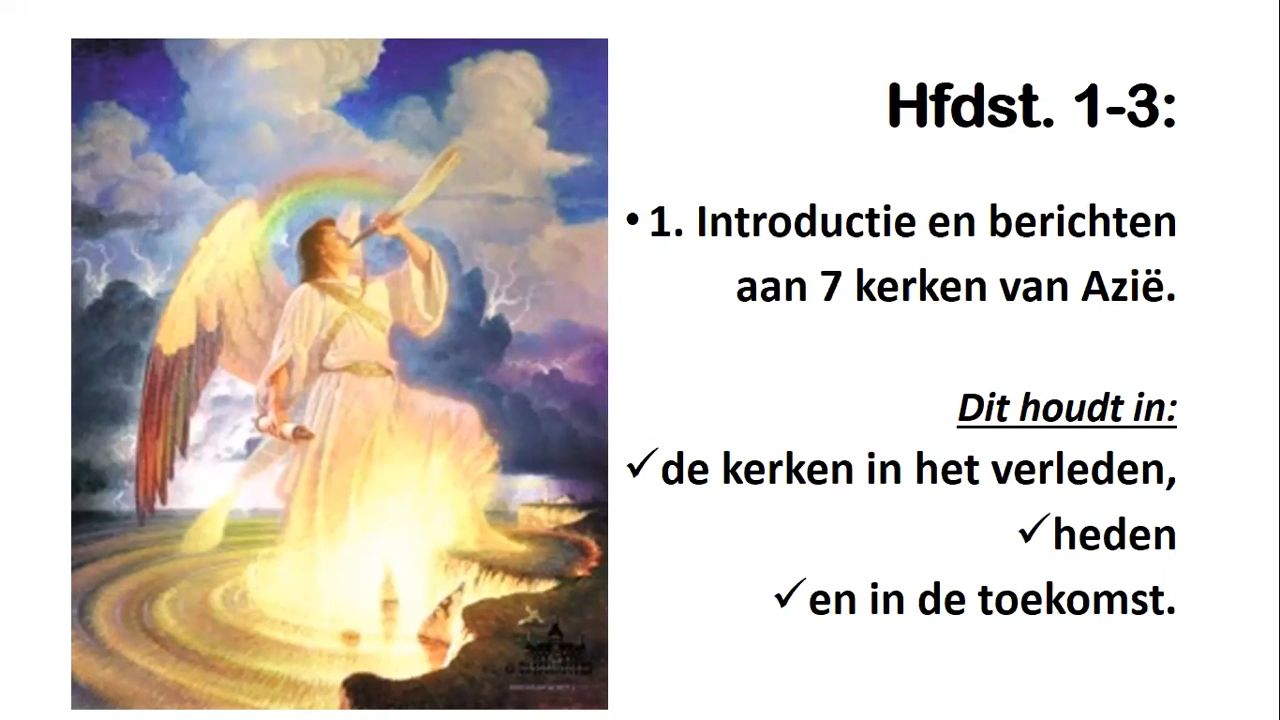 Hfdst. 1-3:
• 1. Introductie en berichten
aan 7 kerken van Azië.
Dit houdt in:
✓de kerken in het verleden,
✓heden
✓en in de toekomst.